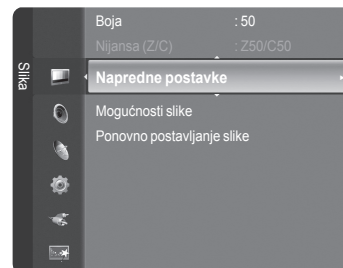 Slika
Boja : 50
Nijansa (Z/C) : Z50/C50
Napredne postavke
Mogućnosti slike
Ponovno postavljanje slike